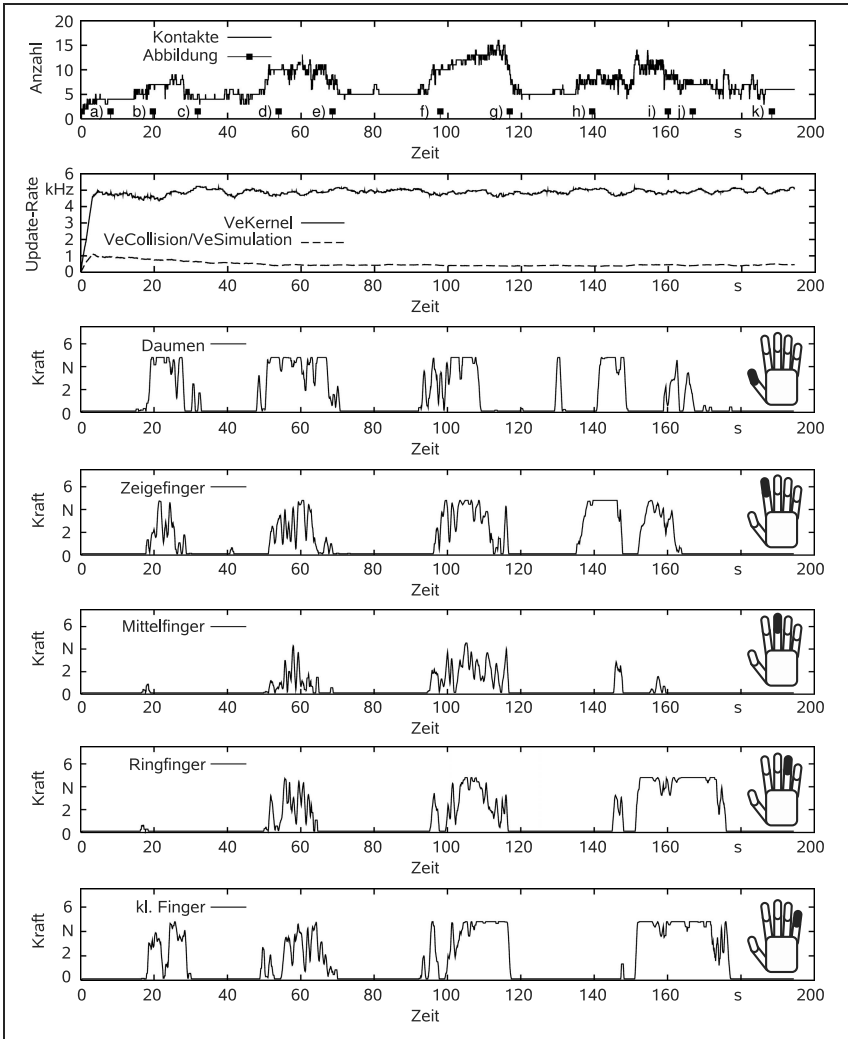 20
15
10
5
0
Anzahl
Kontakte
Abbildung
a) b) c) d) e) f) g) h) i) j) k)
0 20 40 60 80 100 120 140 160 s 200
Zeit
6
kHz
4
3
2
1
0
Update-Rate
VeKernel
VeCollision/VeSimulation
0 20 40 60 80 100 120 140 160 s 200
Zeit
6
N
2
0
Kraft
Daumen
0 20 40 60 80 100 120 140 160 s 200
Zeit
6
N
2
0
Kraft
Zeigefinger
0 20 40 60 80 100 120 140 160 s 200
Zeit
6
N
2
0
Kraft
Mittelfinger
0 20 40 60 80 100 120 140 160 s 200
Zeit
6
N
2
0
Kraft
Ringfinger
0 20 40 60 80 100 120 140 160 s 200
Zeit
6
N
2
0
Kraft
kl. Finger
0 20 40 60 80 100 120 140 160 s 200
Zeit